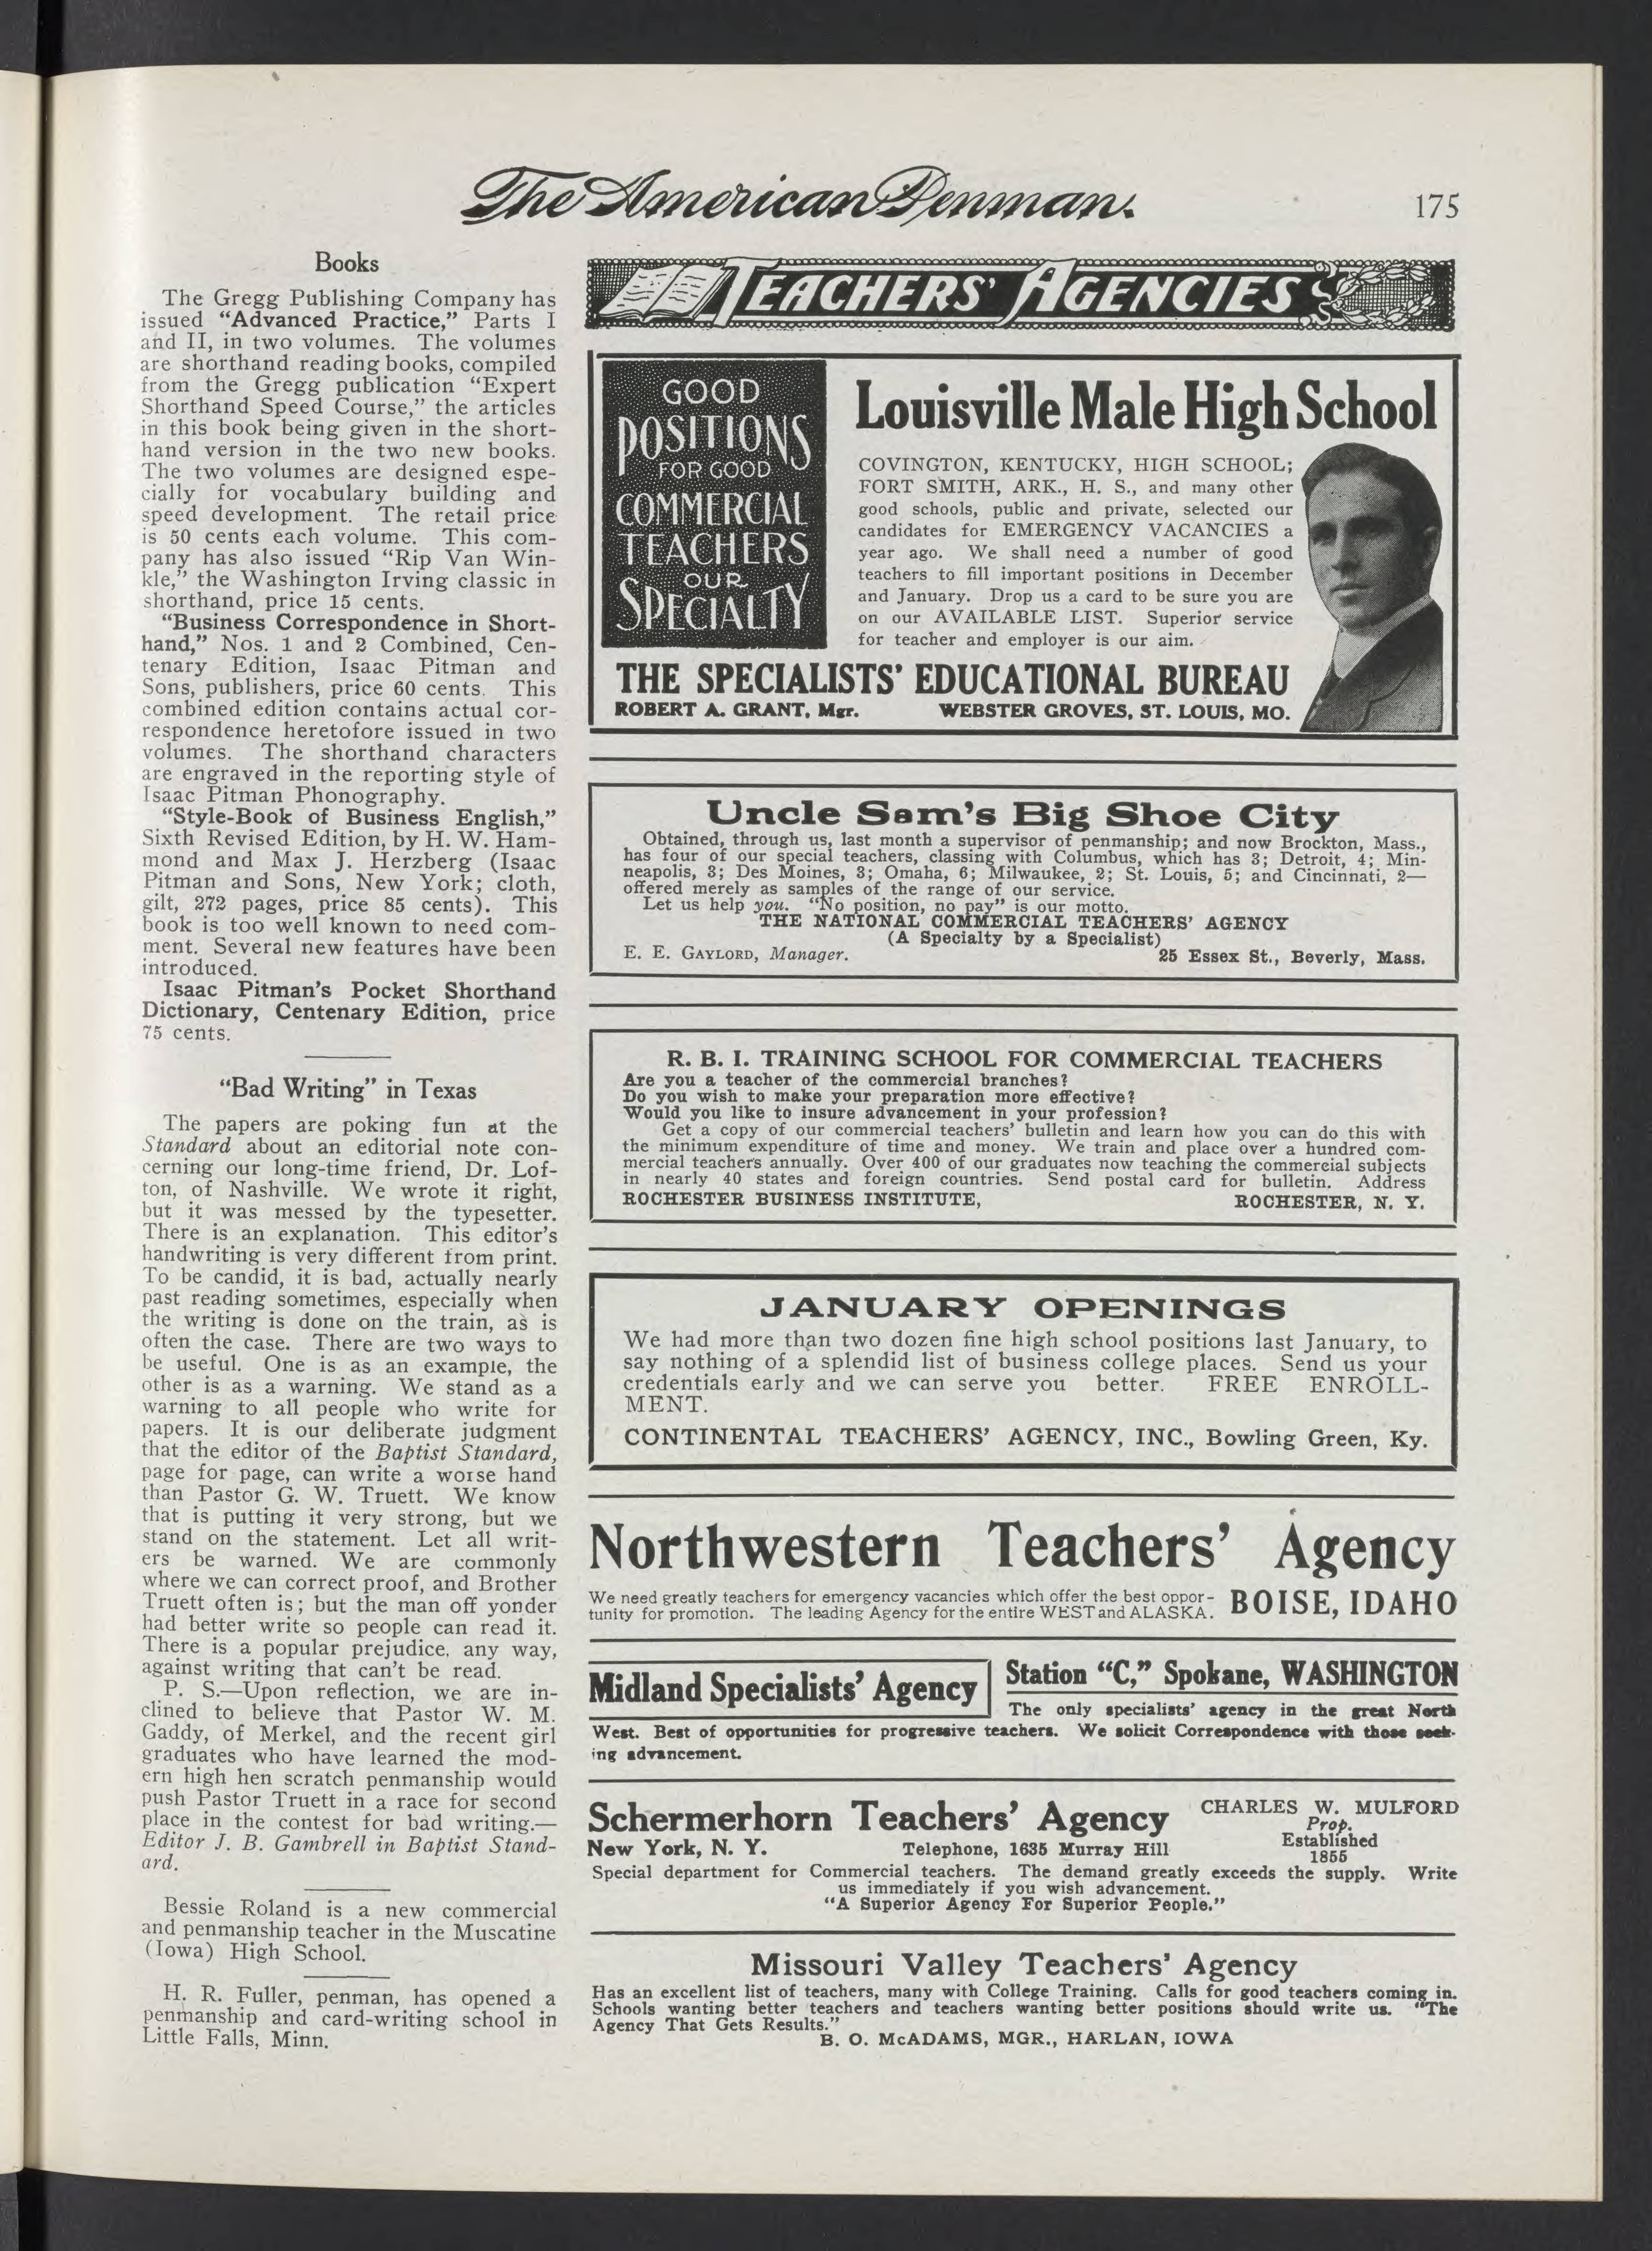 The American Penman.
175
Books
The Gregg Publishing Company has
issued “Advanced Practice,” Parts I
and II, in two volumes. The volumes
are shorthand reading books, compiled
from the Gregg publication “Expert
Shorthand Speed Course,” the articles
in this book being given in the short-
hand version in the two new books.
The two volumes are designed espe-
cially for vocabulary building and
speed development. The retail price
is 50 cents each volume. This com-
pany has also issued “Rip Van Win-
kle,” the Washington Irving classic in
shorthand, price 15 cents.
“Business Correspondence in Short-
hand,” Nos. 1 and 2 Combined, Cen-
tenary Edition, Isaac Pitman and
Sons, publishers, price 60 cents. This
combined edition contains actual cor-
respondence heretofore issued in two
volumes. The shorthand characters
are engraved in the reporting style of
Isaac Pitman Phonography.
“Style-Book of Business English,”
Sixth Revised Edition, by H. W. Ham-
mond and Max J. Herzberg (Isaac
Pitman and Sons, New York; cloth,
gilt, 272 pages, price 85 cents). This
book is too well known to need com-
ment. Several new features have been
introduced.
Isaac Pitman’s Pocket Shorthand
Dictionary, Centenary Edition, price
75 cents.
“Bad Writing” in Texas
The papers are poking fun at the
Standard about an editorial note con-
cerning our long-time friend, Dr. Lof-
ton, of Nashville. We wrote it right,
but it was messed by the typesetter.
There is an explanation. This editor’s
handwriting is very different from print.
To be candid, it is bad, actually nearly
past reading sometimes, especially when
the writing is done on the train, as is
often the case. There are two ways to
be useful. One is as an example, the
other is as a warning. We stand as a
warning to all people who write for
papers. It is our deliberate judgment
that the editor of the Baptist Standard,
page for page, can write a worse hand
than Pastor G. W. Truett. We know
that is putting it very strong, but we
stand on the statement. Let all writ-
ers be warned. We are commonly
where we can correct proof, and Brother
Truett often is; but the man off yonder
had better write so people can read it.
There is a popular prejudice, any way,
against writing that can’t be read.
P. S.—Upon reflection, we are in-
clined to believe that Pastor W. M.
Gaddy, of Merkel, and the recent girl
graduates who have learned the mod-
ern high hen scratch penmanship would
push Pastor Truett in a race for second
place in the contest for bad writing.—
Editor J. B. Gambrell in Baptist Stand-
ard.
Bessie Roland is a new commercial
and penmanship teacher in the Muscatine
(Iowa) High School.
H. R. Fuller, penman, has opened a
penmanship and card-writing school in
Little Falls, Minn.
TEACHERS’ AGENCIES
GOOD
POSITIONS
FOR GOOD
COMMERCIAL
TEACHERS
OUR
SPECIALTY
Louisville Male High School
COVINGTON, KENTUCKY, HIGH SCHOOL;
FORT SMITH, ARK., H. S., and many other
good schools, public and private, selected our
candidates for EMERGENCY VACANCIES a
year ago. We shall need a number of good
teachers to fill important positions in December
and January. Drop us a card to be sure you are
on our AVAILABLE LIST. Superior service
for teacher and employer is our aim.
THE SPECIALISTS’ EDUCATIONAL BUREAU
ROBERT A. GRANT, Mgr. WEBSTER GROVES, ST. LOUIS, MO.
Uncle Sam’s Big Shoe City
Obtained, through us, last month a supervisor of penmanship; and now Brockton, Mass.,
has four of our special teachers, classing with Columbus, which has 3; Detroit, 4; Min-
neapolis, 3; Des Moines, 3; Omaha, 6; Milwaukee, 2; St. Louis, 5; and Cincinnati, 2—
offered merely as samples of the range of our service.
Let us help you. “No position, no pay” is our motto.
THE NATIONAL COMMERCIAL TEACHERS’ AGENCY
(A Specialty by a Specialist)
E. E. GAYLORD, Manager. 25 Essex St., Beverly, Mass.
R. B. I. TRAINING SCHOOL FOR COMMERCIAL TEACHERS
Are you a teacher of the commercial branches?
Do you wish to make your preparation more effective?
Would you like to insure advancement in your profession?
Get a copy of our commercial teachers’ bulletin and learn how you can do this with
the minimum expenditure of time and money. We train and place over a hundred com-
mercial teachers annually. Over 400 of our graduates now teaching the commercial subjects
in nearly 40 states and foreign countries. Send postal card for bulletin. Address
ROCHESTER BUSINESS INSTITUTE, ROCHESTER, N. Y.
JANUARY OPENINGS
We had more than two dozen fine high school positions last January, to
say nothing of a splendid list of business college places. Send us your
credentials early and we can serve you better. FREE ENROLL-
MENT.
CONTINENTAL TEACHERS’ AGENCY, INC., Bowling Green, Ky.
Northwestern Teachers’ Agency
We need greatly teachers for emergency vacancies which offer the best oppor-
tunity for promotion. The leading Agency for the entire WEST and ALASKA.
BOISE, IDAHO
Midland Specialists’ Agency
Station “C,” Spokane, WASHINGTON
The only specialists’ agency in the great North
West. Best of opportunities for progressive teachers. We solicit Correspondence with those seek-
ing advancement.
Schermerhorn Teachers’ Agency
CHARLES W. MULFORD
Prop.
New York, N. Y. Telephone, 1635 Murray Hill
Established
1855
Special department for Commercial teachers. The demand greatly exceeds the supply. Write
us immediately if you wish advancement.
“A Superior Agency For Superior People.”
Missouri Valley Teachers’ Agency
Has an excellent list of teachers, many with College Training. Calls for good teachers coming in.
Schools wanting better teachers and teachers wanting better positions should write us. “The
Agency That Gets Results.”
B. O. McADAMS, MGR., HARLAN, IOWA